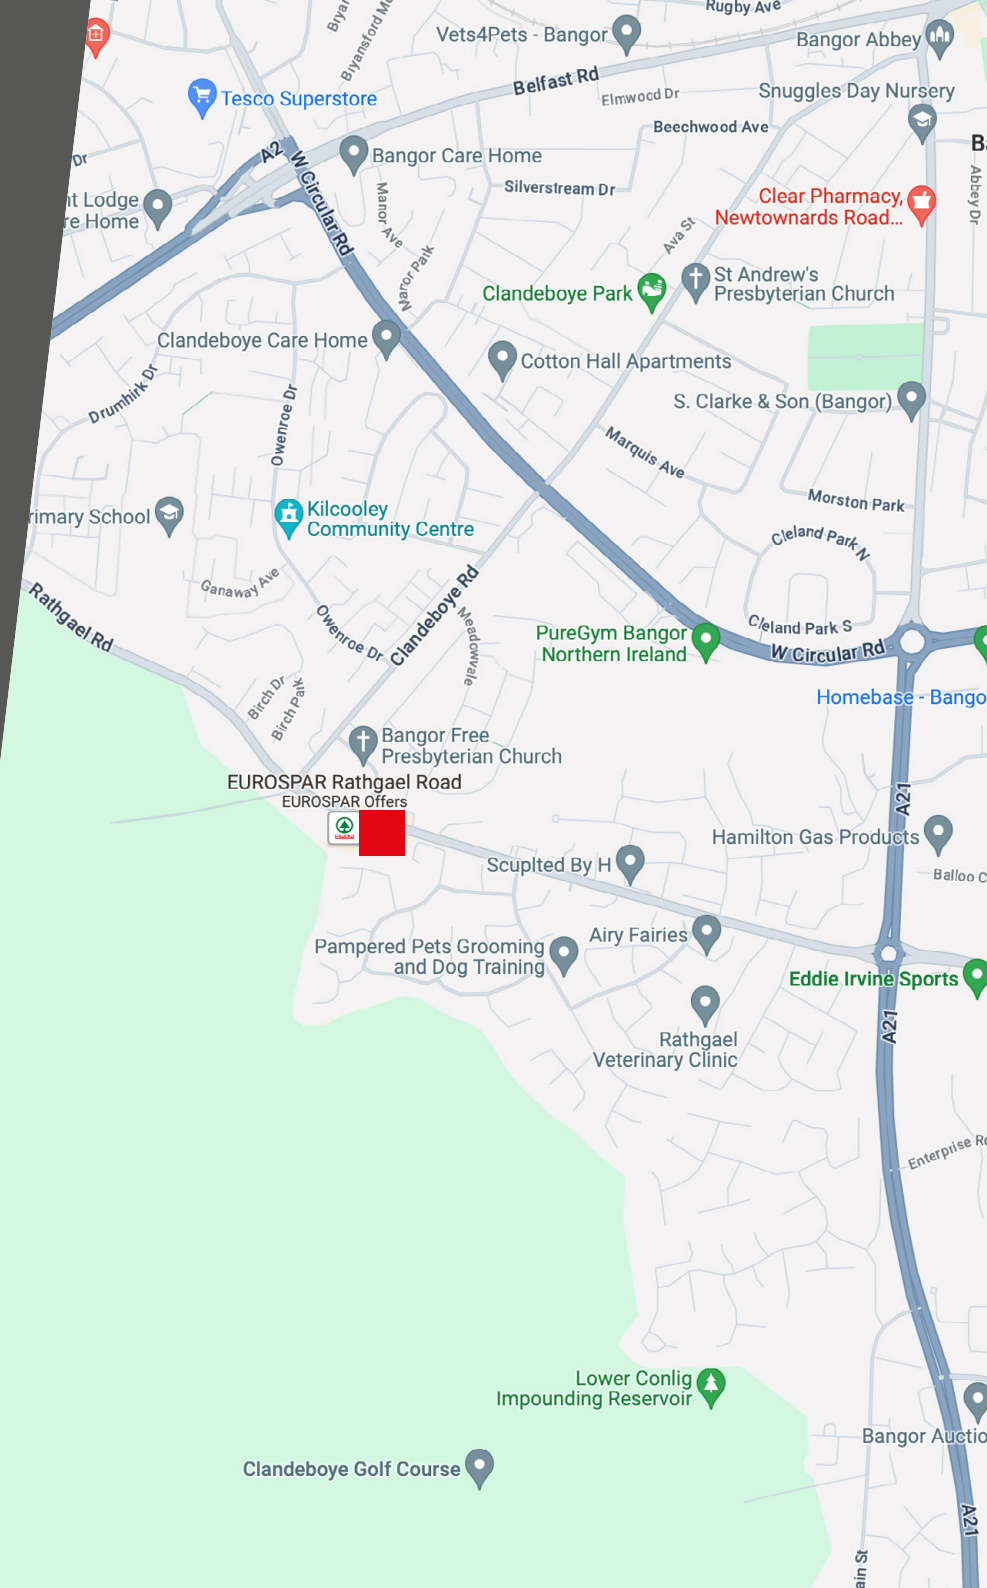 Rugby Ave
Bryan
Bryansford Me
Vets4Pets - Bangor
Bangor Abbey
Belfast Rd
Elmwood Dr
Snuggles Day Nursery
Tesco Superstore
Beechwood Ave
A2
Dr
Bangor Care Home
B
W Circular Rd
Silverstream Dr
Manor Ave
Abbey Dr
nt Lodge
re Home
Clear Pharmacy,
Newtownards Road...
Ava St
Manor Park
St Andrew's
Presbyterian Church
Clandeboye Park
Clandeboye Care Home
Cotton Hall Apartments
Drumhirk Dr
Owenroe Dr
S. Clarke & Son (Bangor)
Marquis Ave
Morston Park
rimary School
Kilcooley
Community Centre
Cleland Park N
Ganaway Ave
Rathgael Rd
Owenroe Dr
Clandeboye Rd
Meadowvale
PureGym Bangor
Northern Ireland
Cleland Park S
W Circular Rd
Birch Dr
Birch Park
Homebase - Bango
Bangor Free
Presbyterian Church
EUROSPAR Rathgael Road
EUROSPAR Offers
SPAR
A21
Hamilton Gas Products
Sculpted By H
Balloo C
Airy Fairies
Pampered Pets Grooming
and Dog Training
Eddie Irvine Sports
A21
Rathgael
Veterinary Clinic
Enterprise Ro
Lower Conlig
Impounding Reservoir
Bangor Auctio
Clandeboye Golf Course
A21
ain St